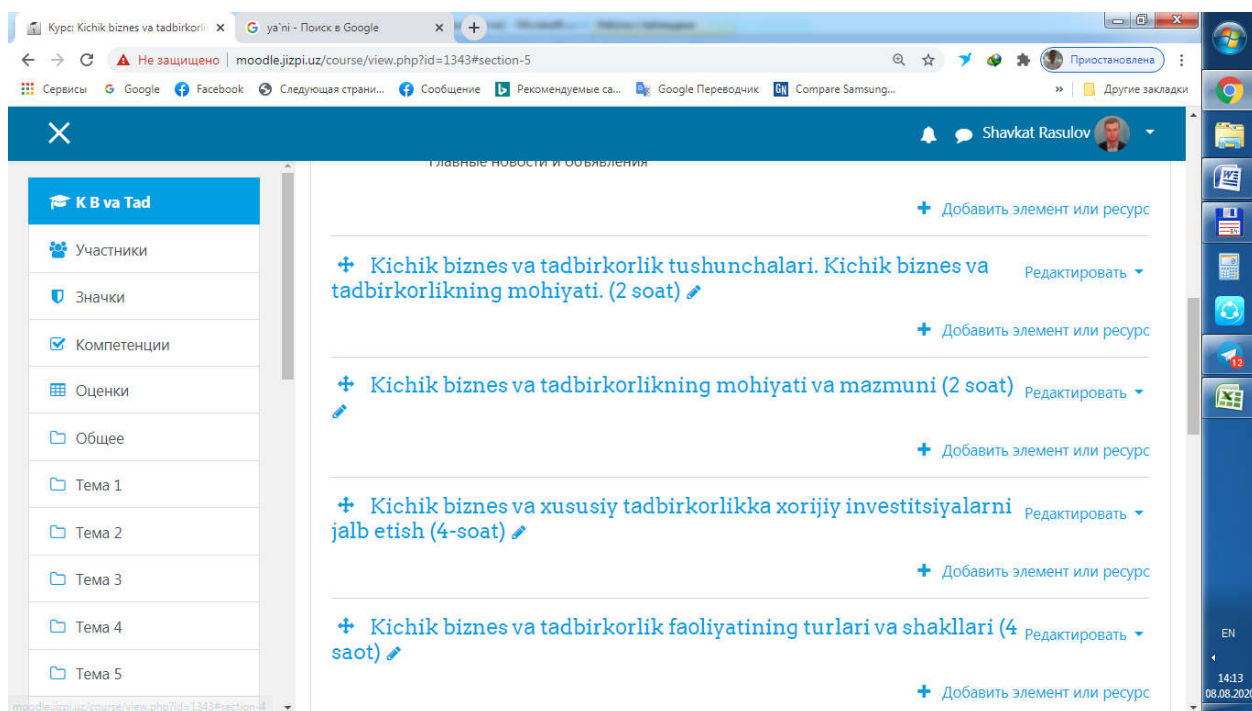 Курс: Kichik biznes va tadbirkorli
ya`ni - Поиск в Google
Не защищено moodle.jizpi.uz/course/view.php?id=1343#section-5
Приостановлена
Сервисы Google Facebook Следующая страни... Сообщение Рекомендуемые са... Google Переводчик Compare Samsung... » Другие закладки
Shavkat Rasulov
Главные новости и объявления
K B va Tad
Участники
Значки
Компетенции
Оценки
Общее
Тема 1
Тема 2
Тема 3
Тема 4
Тема 5
Добавить элемент или ресурс
Kichik biznes va tadbirkorlik tushunchalari. Kichik biznes va
tadbirkorlikning mohiyati. (2 soat)
Редактировать
Добавить элемент или ресурс
Kichik biznes va tadbirkorlikning mohiyati va mazmuni (2 soat)
Редактировать
Добавить элемент или ресурс
Kichik biznes va xususiy tadbirkorlikka xorijiy investitsiyalarni
jalb etish (4-soat)
Редактировать
Добавить элемент или ресурс
Kichik biznes va tadbirkorlik faoliyatining turlari va shakllari (4
saot)
Редактировать
Добавить элемент или ресурс
moodle.jizpi.uz/course/view.php?id=1343#section-4
12
EN
14:13
08.08.2020